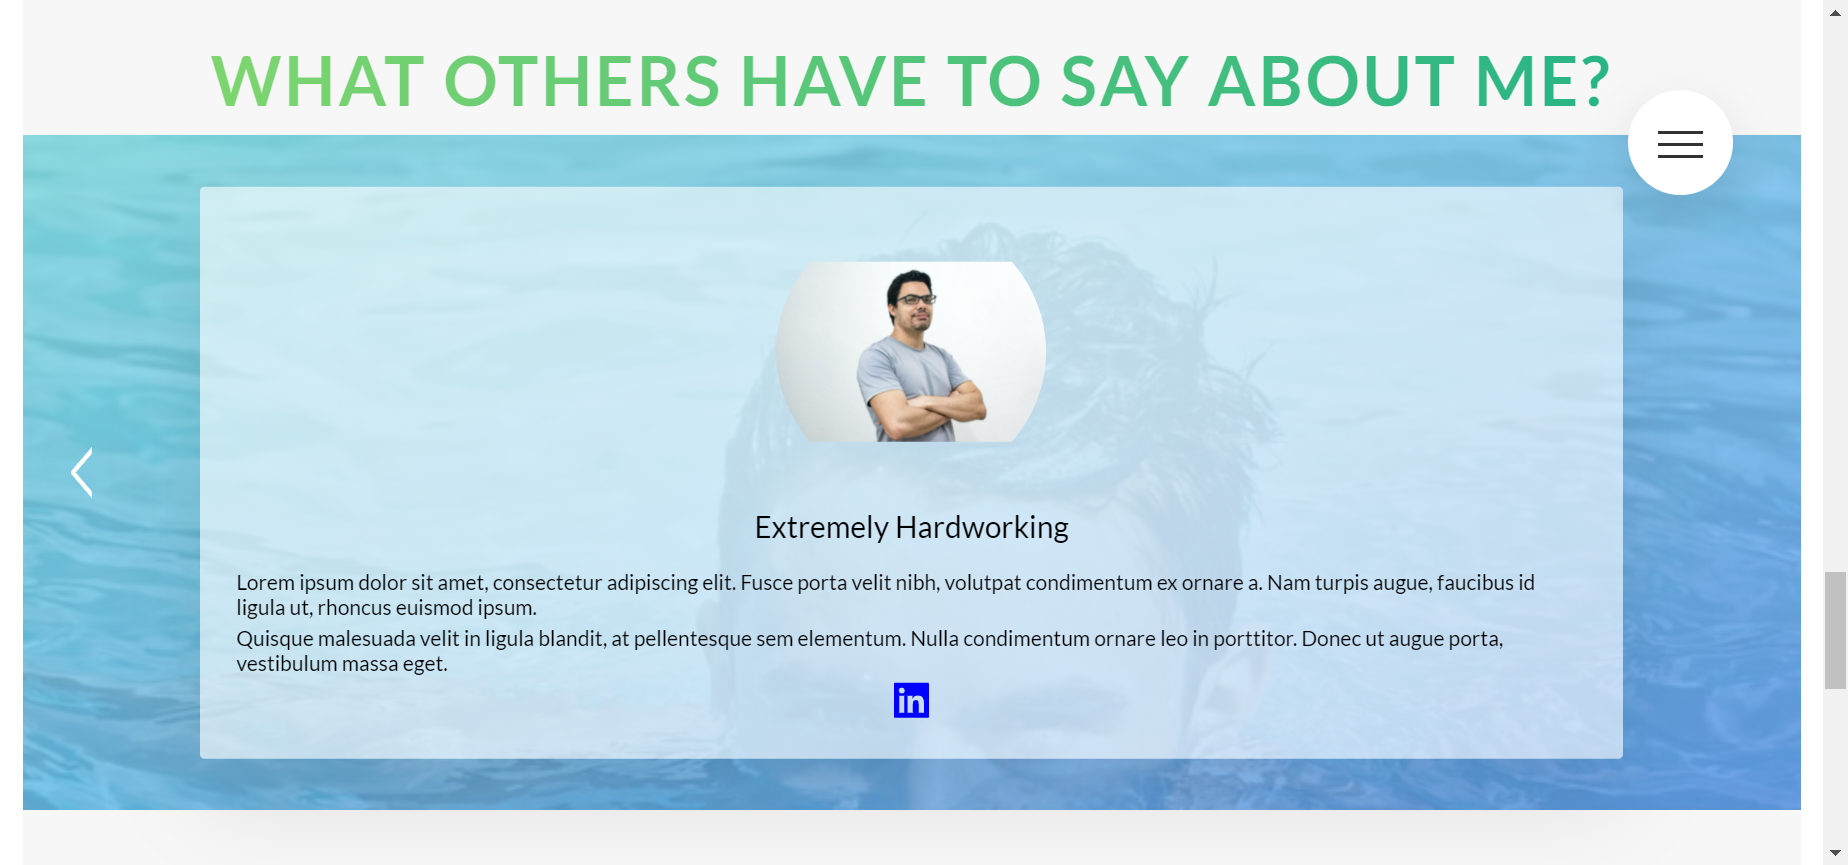 WHAT OTHERS HAVE TO SAY ABOUT ME?
Extremely Hardworking
Lorem ipsum dolor sit amet, consectetur adipiscing elit. Fusce porta velit nibh, volutpat condimentum ex ornare a. Nam turpis augue, faucibus id
ligula ut, rhoncus euismod ipsum.
Quisque malesuada velit in ligula blandit, at pellentesque sem elementum. Nulla condimentum ornare leo in porttitor. Donec ut augue porta,
vestibulum massa eget.
in